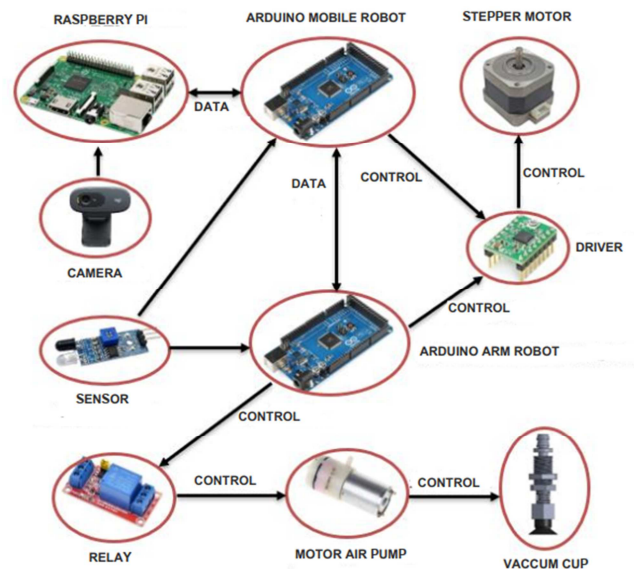 RASPBERRY PI
ARDUINO MOBILE ROBOT
STEPPER MOTOR
DATA
DATA
CONTROL
CONTROL
CAMERA
DRIVER
CONTROL
ARDUINO ARM ROBOT
SENSOR
CONTROL
CONTROL
CONTROL
RELAY
MOTOR AIR PUMP
VACCUM CUP